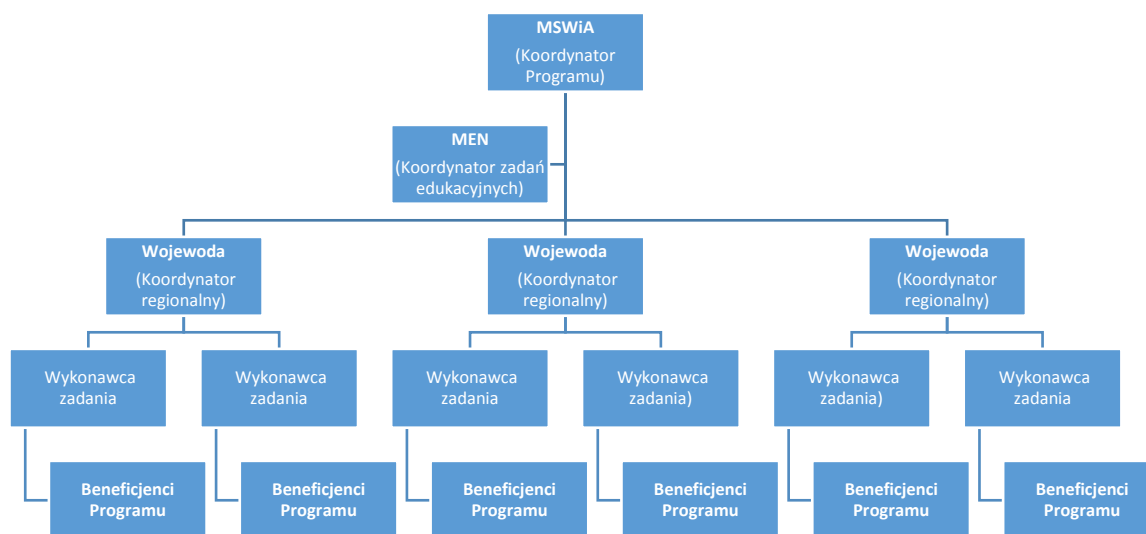 MSWiA
(Koordynator
Programu)
MEN
(Koordynator zadań
edukacyjnych)
Wojewoda
(Koordynator
regionalny)
Wojewoda
(Koordynator
regionalny)
Wojewoda
(Koordynator
regionalny)
Wykonawca
zadania
Wykonawca
zadania
Wykonawca
zadania
Wykonawca
zadania)
Wykonawca
zadania)
Wykonawca
zadania
Beneficjenci
Programu
Beneficjenci
Programu
Beneficjenci
Programu
Beneficjenci
Programu
Beneficjenci
Programu
Beneficjenci
Programu